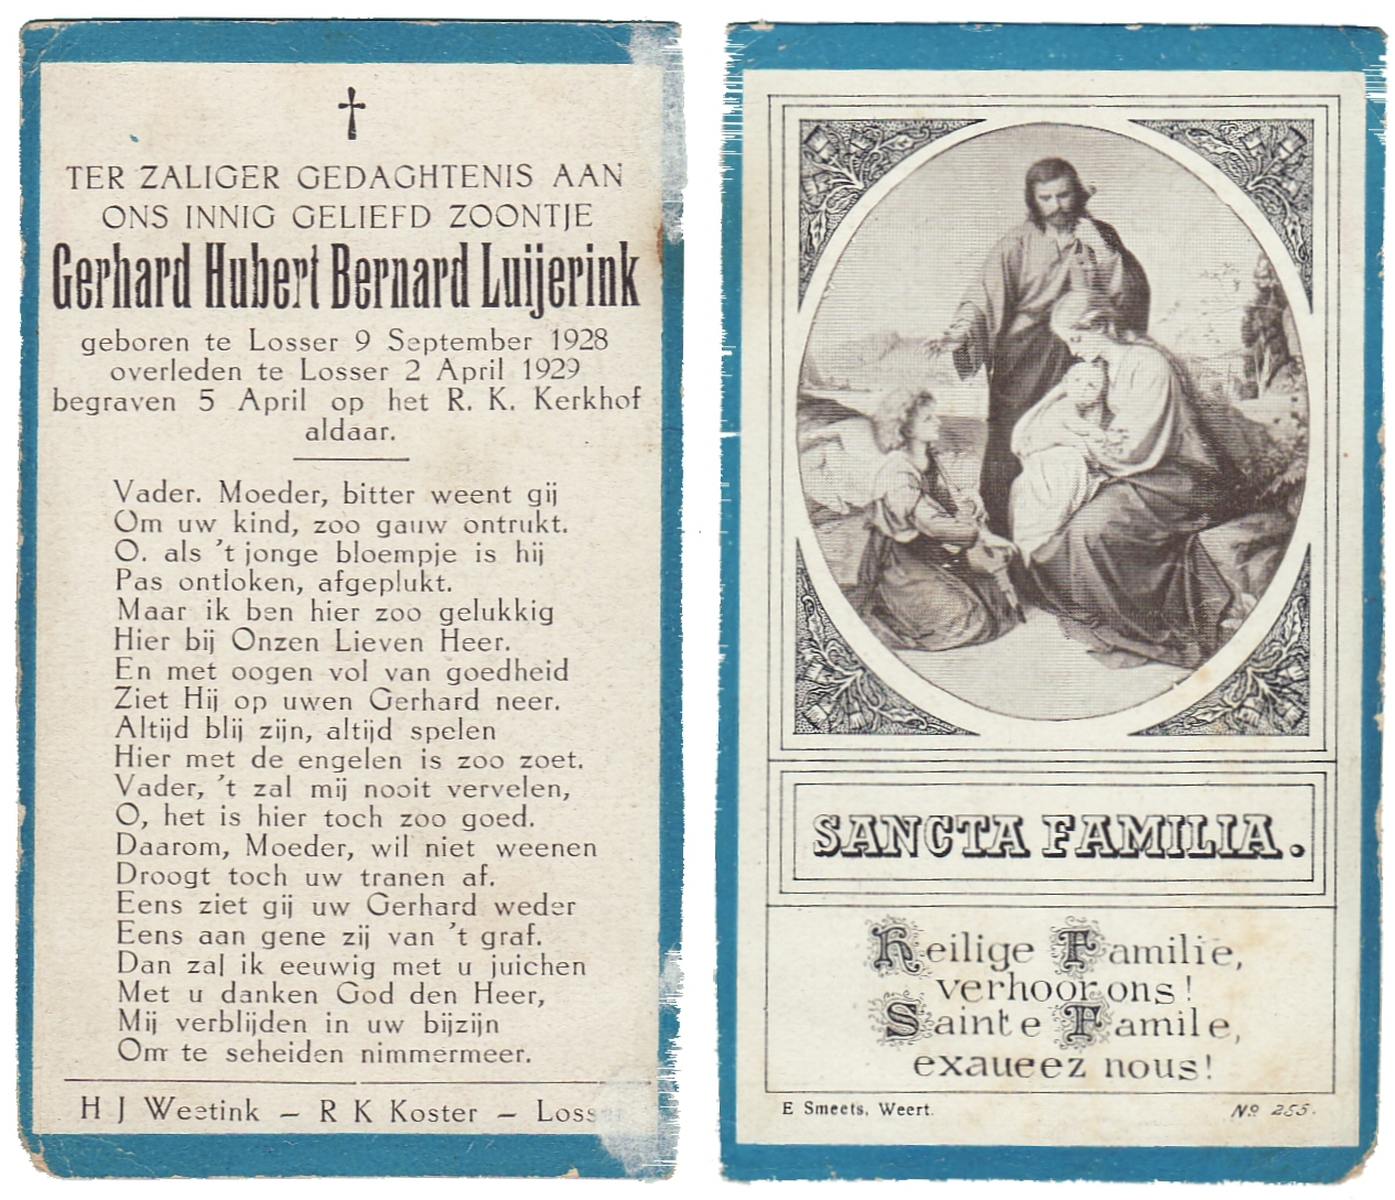 TER ZALIGER GEDACHTENIS AAN
ONS INNIG GELIEFD ZOONTJE
Gerhard Hubert Bernard Luijerink
geboren te Losser 9 September 1928
overleden te Losser 2 April 1929
begraven 5 April op het R. K. Kerkhof
aldaar.
Vader. Moeder, bitter weent gij
Om uw kind, zoo gauw ontrukt.
O. als 't jonge bloempje is hij
Pas ontloken, afgeplukt.
Maar ik ben hier zoo gelukkig
Hier bij Onzen Lieven Heer.
En met oogen vol van goedheid
Ziet Hij op uwen Gerhard neer.
Altijd blij zijn, altijd spelen
Hier met de engelen is zoo zoet.
Vader, 't zal mij nooit vervelen,
O, het is hier toch zoo goed.
Daarom, Moeder, wil niet weenen
Droogt toch uw tranen af.
Eens ziet gij uw Gerhard weder
Eens aan gene zij van 't graf.
Dan zal ik eeuwig met u juichen
Met u danken God den Heer,
Mij verblijden in uw bijzijn
Om te seheiden nimmermeer.
H J Westink – R K Koster –
SANCTA FAMILIA.
Heilige Familie,
verhoor ons!
Sainte Famile,
exaueez nous!
E Smeets, Weert.
No 255.